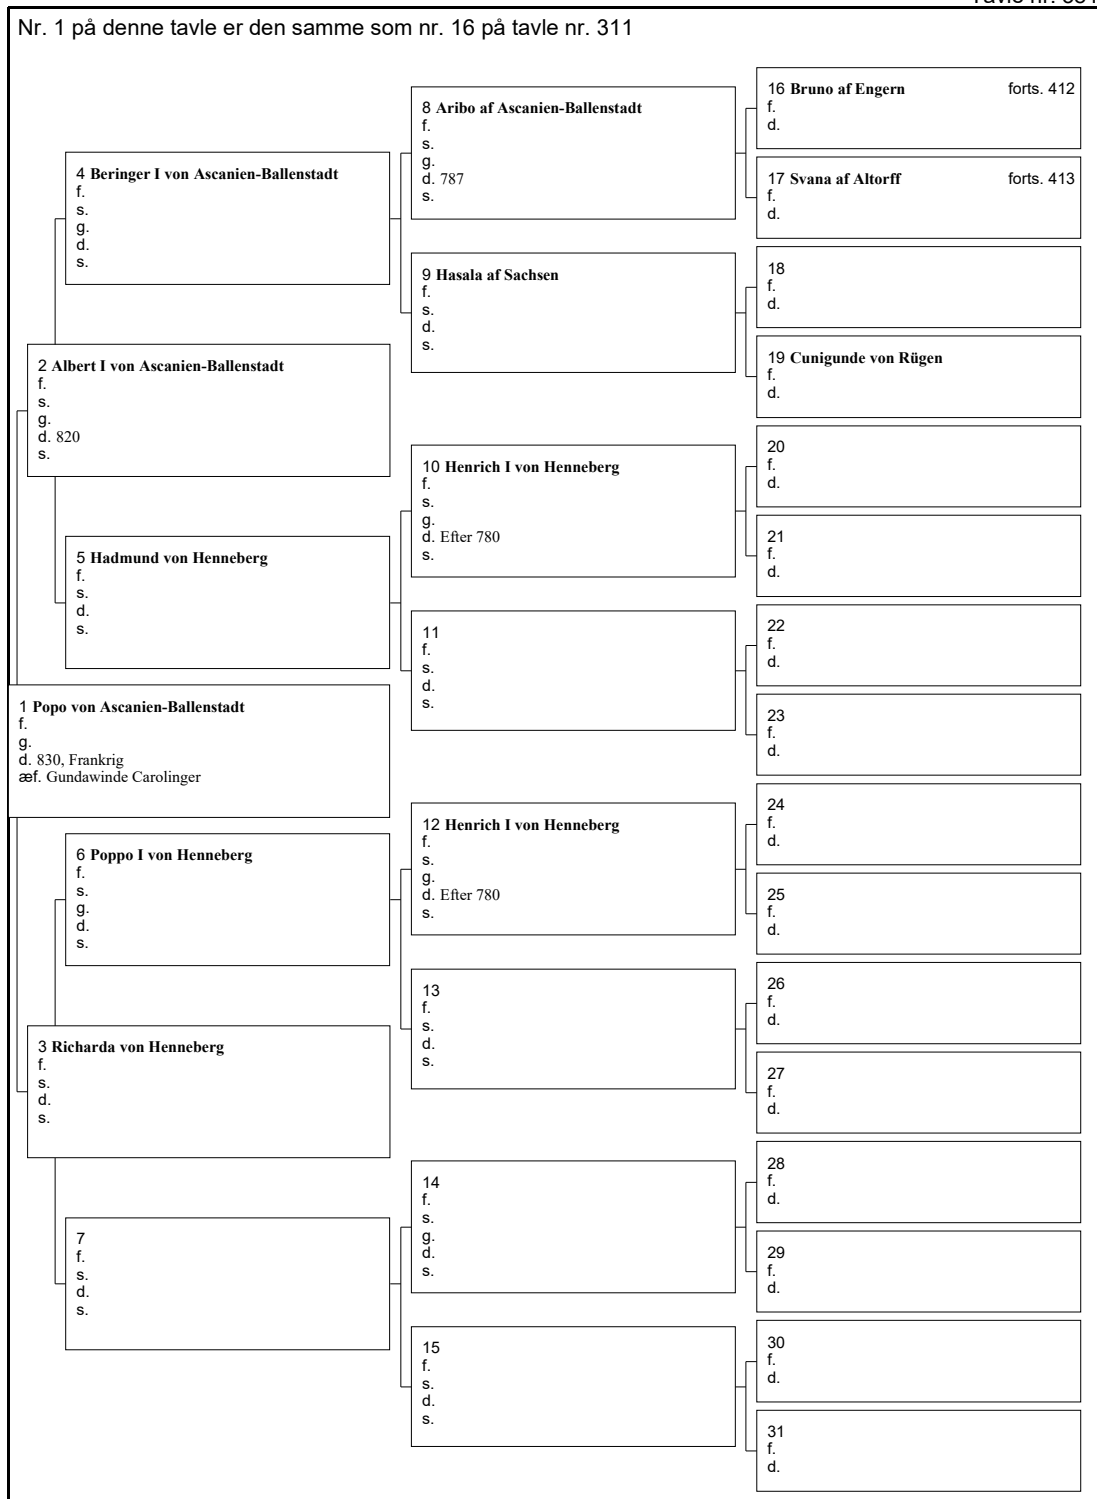 Nr. 1 på denne tavle er den samme som nr. 16 på tavle nr. 311
16 Bruno af Engern forts. 412
f.
d.
8 Aribo af Ascanien-Ballenstadt
f.
s.
g.
d. 787
s.
4 Beringer I von Ascanien-Ballenstadt
f.
s.
g.
d.
s.
17 Svana af Altorff forts. 413
f.
d.
9 Hasala af Sachsen
f.
s.
d.
s.
18
f.
d.
19 Cunigunde von Rügen
f.
d.
2 Albert I von Ascanien-Ballenstadt
f.
s.
g.
d. 820
s.
10 Henrich I von Henneberg
f.
s.
g.
d. Efter 780
s.
20
f.
d.
21
f.
d.
5 Hadmund von Henneberg
f.
s.
d.
s.
11
f.
s.
d.
s.
22
f.
d.
23
f.
d.
1 Popo von Ascanien-Ballenstadt
f.
g.
d. 830, Frankrig
æf. Gundawinde Carolinger
12 Henrich I von Henneberg
f.
s.
g.
d. Efter 780
s.
24
f.
d.
25
f.
d.
6 Poppo I von Henneberg
f.
s.
g.
d.
s.
13
f.
s.
d.
s.
26
f.
d.
27
f.
d.
3 Richarda von Henneberg
f.
s.
d.
s.
14
f.
s.
g.
d.
s.
28
f.
d.
29
f.
d.
7
f.
s.
d.
s.
15
f.
s.
d.
s.
30
f.
d.
31
f.
d.